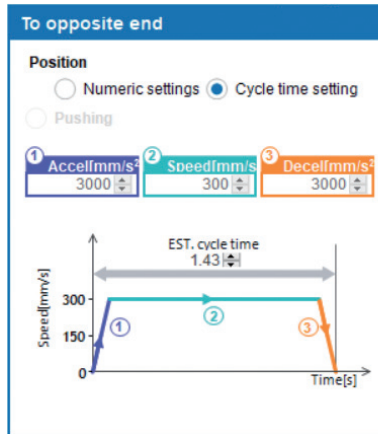 To opposite end
Position
Numeric settings Cycle time setting
Pushing
① Accel[mm/s² ② Speed[mm/s] ③ Decel[mm/s²
3000 300 3000
EST. cycle time
1.43
Speed[mm/s]
300
150
0
① ② ③
Time[s]